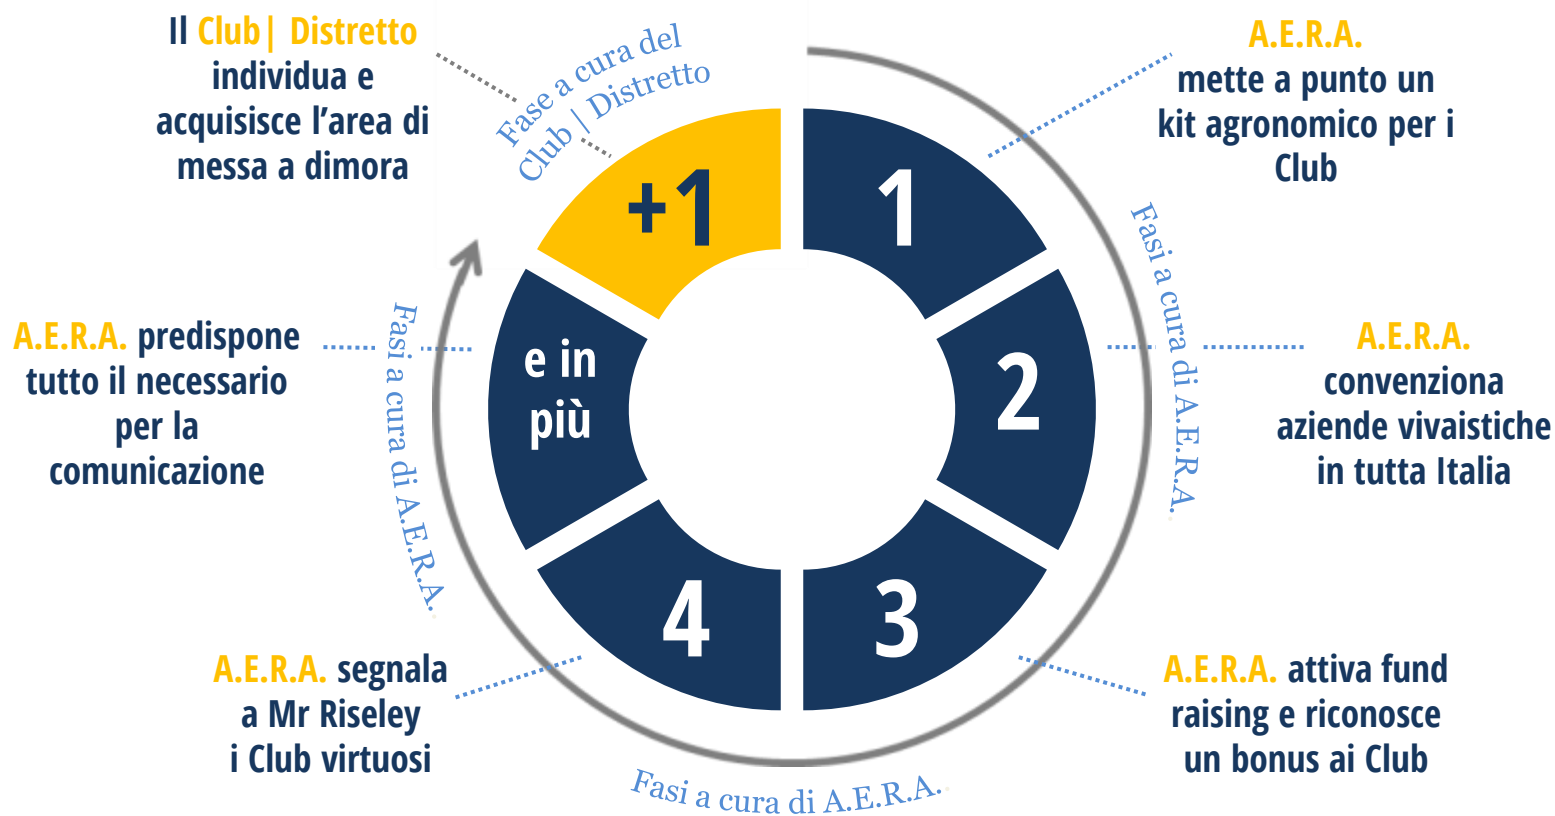 Il Club| Distretto
individua e
acquisisce l’area di
messa a dimora
Fase a cura del
Club | Distretto
+1
1
A.E.R.A.
mette a punto un
kit agronomico per i
Club
Fasi a cura di A.E.R.A.
2
A.E.R.A.
convenziona
aziende vivaistiche
in tutta Italia
3
A.E.R.A. attiva fund
raising e riconosce
un bonus ai Club
Fasi a cura di A.E.R.A.
4
A.E.R.A. segnala
a Mr Riseley
i Club virtuosi
Fasi a cura di A.E.R.A.
e in
più
A.E.R.A. predispone
tutto il necessario
per la
comunicazione